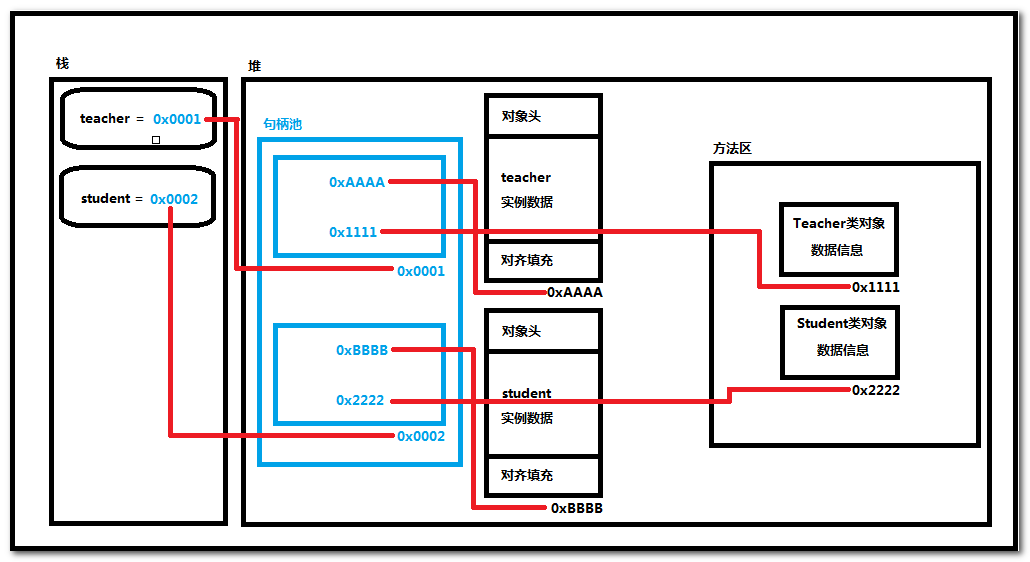 栈
teacher = 0x0001
student = 0x0002
堆
句柄池
0xAAAA
0x1111
0x0001
0xBBBB
0x2222
0x0002
对象头
teacher
实例数据
对齐填充
0xAAAA
对象头
student
实例数据
对齐填充
0xBBBB
方法区
Teacher类对象
数据信息
0x1111
Student类对象
数据信息
0x2222